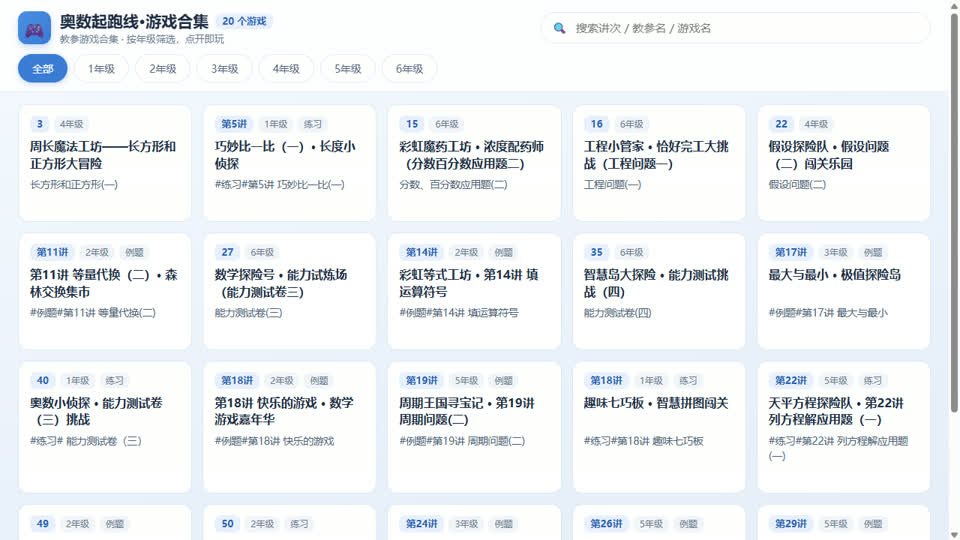 奥数起跑线·游戏合集 20 个游戏
教参游戏合集 · 按年级筛选，点开即玩
搜索讲次 / 教参名 / 游戏名
全部 1年级 2年级 3年级 4年级 5年级 6年级
3 4年级
周长魔法工坊——长方形和
正方形大冒险
长方形和正方形(一)
第5讲 1年级 练习
巧妙比一比（一）· 长度小
侦探
#练习#第5讲 巧妙比一比(一)
15 6年级
彩虹魔药工坊 · 浓度配药师
（分数百分数应用题二）
分数、百分数应用题(二)
16 6年级
工程小管家 · 恰好完工大挑
战（工程问题一）
工程问题(一)
22 4年级
假设探险队 · 假设问题
（二）闯关乐园
假设问题(二)
第11讲 2年级 例题
第11讲 等量代换（二）· 森
林交换集市
#例题#第11讲 等量代换(二)
27 6年级
数学探险号 · 能力试炼场
（能力测试卷三）
能力测试卷(三)
第14讲 2年级 例题
彩虹等式工坊 · 第14讲 填
运算符号
#例题#第14讲 填运算符号
35 6年级
智慧岛大探险 · 能力测试挑
战（四）
能力测试卷(四)
第17讲 3年级 例题
最大与最小 · 极值探险岛
#例题#第17讲 最大与最小
40 1年级 练习
奥数小侦探 · 能力测试卷
（三）挑战
#练习# 能力测试卷（三）
第18讲 2年级 例题
第18讲 快乐的游戏 · 数学
游戏嘉年华
#例题#第18讲 快乐的游戏
第19讲 5年级 例题
周期王国寻宝记 · 第19讲
周期问题(二)
#例题#第19讲 周期问题(二)
第18讲 1年级 练习
趣味七巧板 · 智慧拼图闯关
#练习#第18讲 趣味七巧板
第22讲 5年级 练习
天平方程探险队 · 第22讲
列方程解应用题（一）
#练习#第22讲 列方程解应用题
(一)
49 2年级 例题
50 2年级 练习
第24讲 3年级 例题
第26讲 5年级 例题
第29讲 5年级 例题